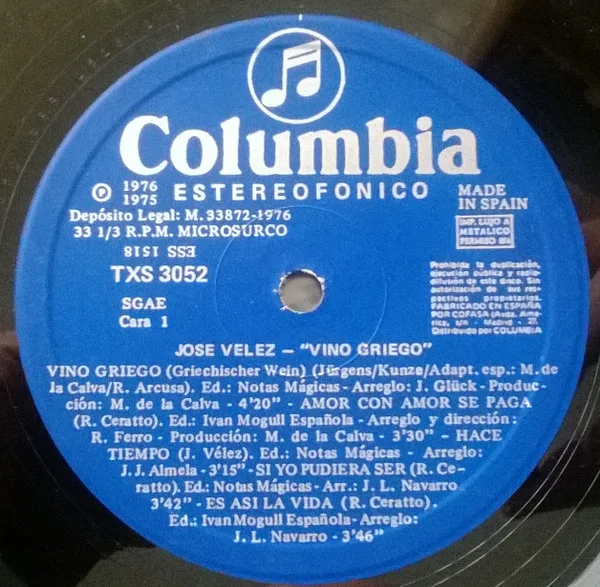 Columbia
℗ 1976
1975
ESTEREOFONICO
MADE
IN SPAIN
Depósito Legal: M. 33872-1976
33 1/3 R.P.M. MICROSURCO
ESS 1518
TXS 3052
SGAE
Cara 1
IMP. LUJO A
METALICO
PERMISO
Prohibida la duplicación,
ejecución pública y radio-
difusión de este disco. Sin
autorización de sus res-
pectivos propietarios.
FABRICADO EN ESPAÑA
POR COFASA (Avda. Amé-
rica, s/n - Madrid - 27.
Distribuido por COLUMBIA
JOSE VELEZ – "VINO GRIEGO"
VINO GRIEGO (Griechischer Wein) (Jürgens/Kunze/Adapt. esp.: M. de
la Calva/R. Arcusa). Ed.: Notas Mágicas - Arreglo: J. Glück - Produc-
ción: M. de la Calva - 4'20" - AMOR CON AMOR SE PAGA
(R. Ceratto). Ed.: Ivan Mogull Española - Arreglo y dirección:
R. Ferro - Producción: M. de la Calva - 3'30" - HACE
TIEMPO (J. Vélez). Ed.: Notas Mágicas - Arreglo:
J. J. Almela - 3'15" - SI YO PUDIERA SER (R. Ce-
ratto). Ed.: Notas Mágicas - Arr.: J. L. Navarro
3'42" - ES ASI LA VIDA (R. Ceratto).
Ed.: Ivan Mogull Española - Arreglo:
J. L. Navarro - 3'46"